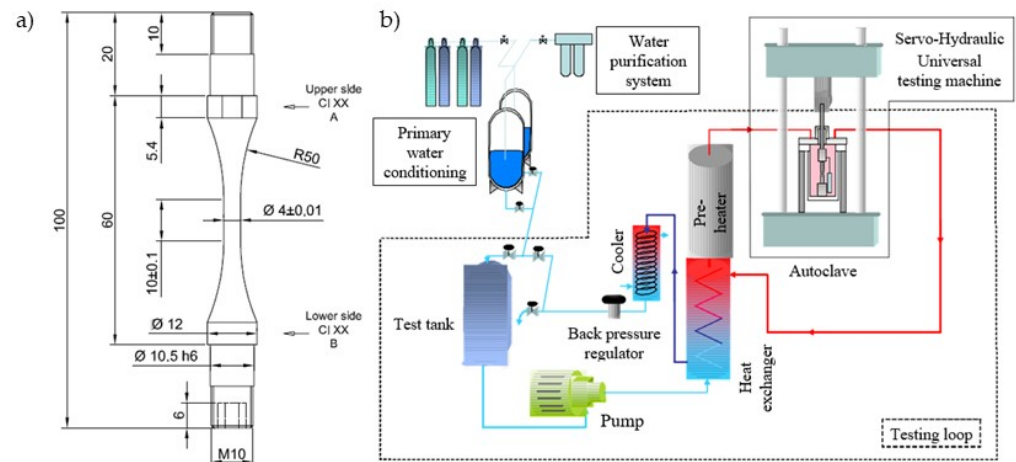 a)
20
10
Upper side
CI XX
A
5.4
R50
100
60
Ø 4±0.01
10±0.1
Lower side
CI XX
B
Ø 12
Ø 10.5 h6
6
M10
b)
Water
purification
system
Servo-Hydraulic
Universal
testing machine
Primary
water
conditioning
Pre-
heater
Autoclave
Cooler
Test tank
Back pressure
regulator
Heat
exchanger
Pump
Testing loop